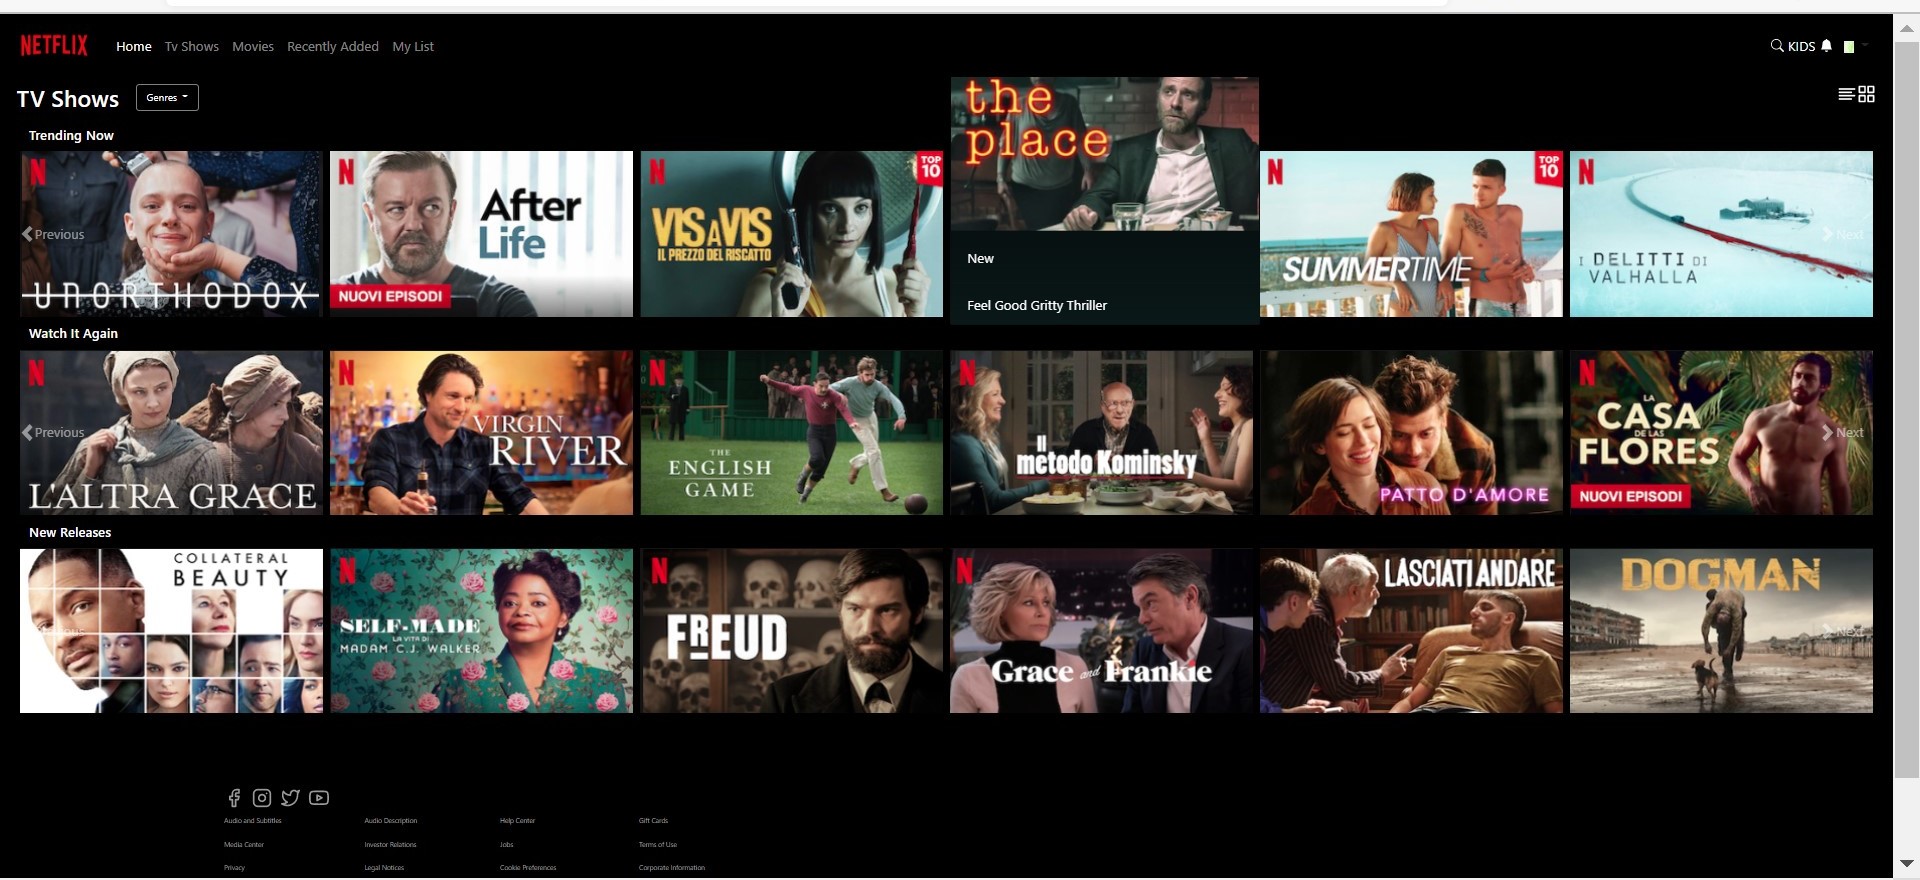 NETFLIX Home Tv Shows Movies Recently Added My List KIDS
TV Shows Genres
Trending Now
N
UNORTHODOX
Previous
N
After
Life
NUOVI EPISODI
N
TOP
10
VIS A VIS
IL PREZZO DEL RISCATTO
the
place
New
Feel Good Gritty Thriller
N
TOP
10
SUMMERTIME
N
I DELITTI DI
VALHALLA
Next
Watch It Again
N
Previous
L'ALTRA GRACE
N
VIRGIN
RIVER
N
THE
ENGLISH
GAME
N
Il
metodo Kominsky
PATTO D'AMORE
N
LA
CASA
DE LAS
FLORES
NUOVI EPISODI
Next
New Releases
COLLATERAL
BEAUTY
N
SELF-MADE
LA VITA DI
MADAM C.J. WALKER
N
FREUD
N
Grace and Frankie
LASCIATI ANDARE
DOGMAN
Next
Audio and Subtitles Audio Description Help Center Gift Cards
Media Center Investor Relations Jobs Terms of Use
Privacy Legal Notices Cookie Preferences Corporate Information